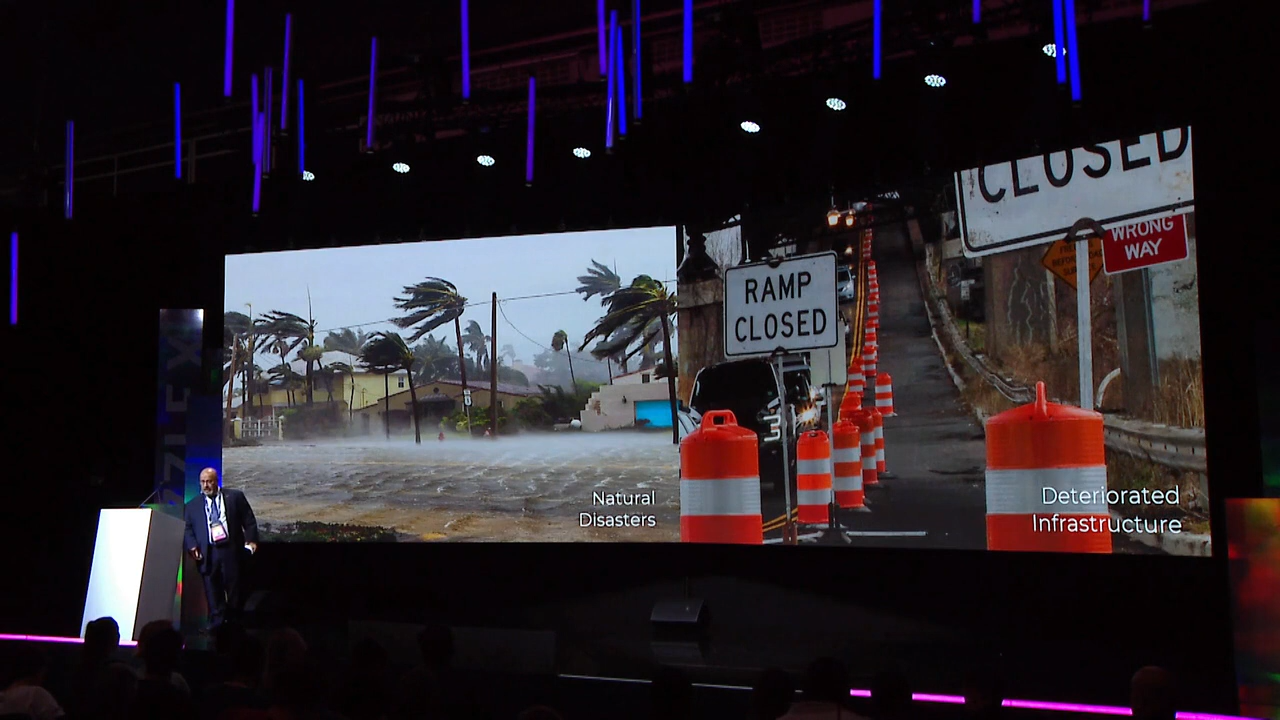 CLOSED
WRONG
WAY
RAMP
CLOSED
Natural
Disasters
Deteriorated
Infrastructure